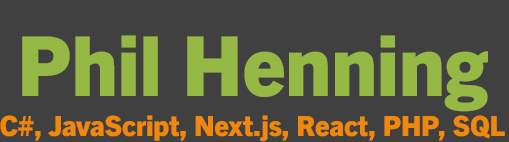 Phil Henning
C#, JavaScript, Next.js, React, PHP, SQL